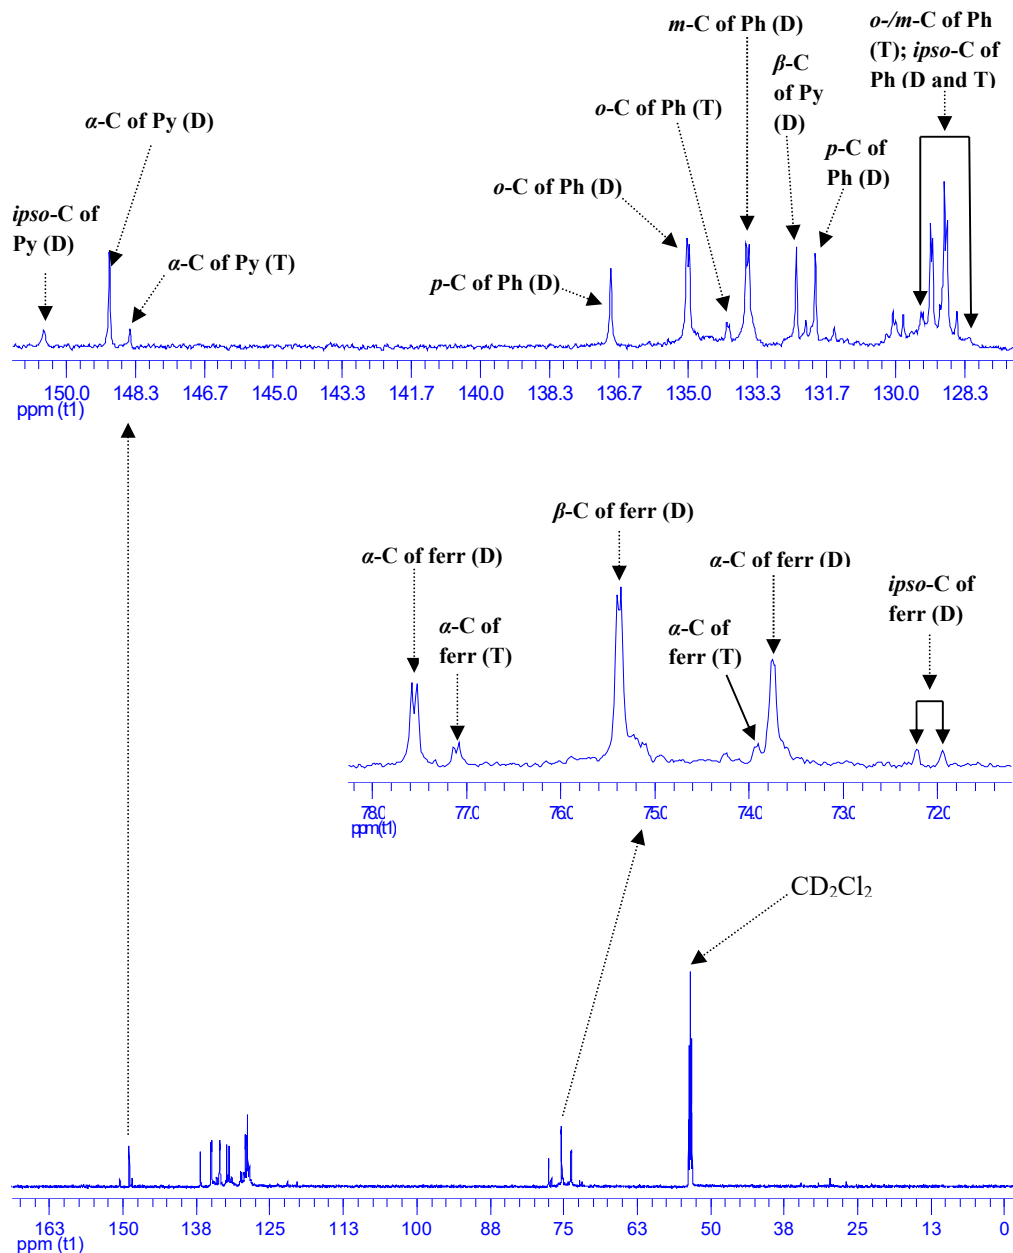 m-C of Ph (D)
o-/m-C of Ph
(T); ipso-C of
Ph (D and T)
β-C
of Py
(D)
α-C of Py (D)
o-C of Ph (T)
p-C of
Ph (D)
o-C of Ph (D)
ipso-C of
Py (D)
α-C of Py (T)
p-C of Ph (D)
150.0 148.3 146.7 145.0 143.3 141.7 140.0 138.3 136.7 135.0 133.3 131.7 130.0 128.3
ppm (t1)
β-C of ferr (D)
α-C of ferr (D)
α-C of ferr (D)
ipso-C of
ferr (D)
α-C of
ferr (T)
α-C of
ferr (T)
78.0 77.0 76.0 75.0 74.0 73.0 72.0
ppm (t1)
CD2Cl2
163 150 138 125 113 100 88 75 63 50 38 25 13 0
ppm (t1)